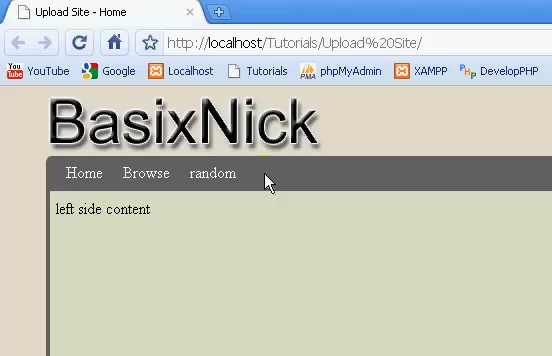 Upload Site - Home
http://localhost/Tutorials/Upload%20Site/
YouTube Google Localhost Tutorials phpMyAdmin XAMPP DevelopPHP
BasixNick
Home Browse random
left side content